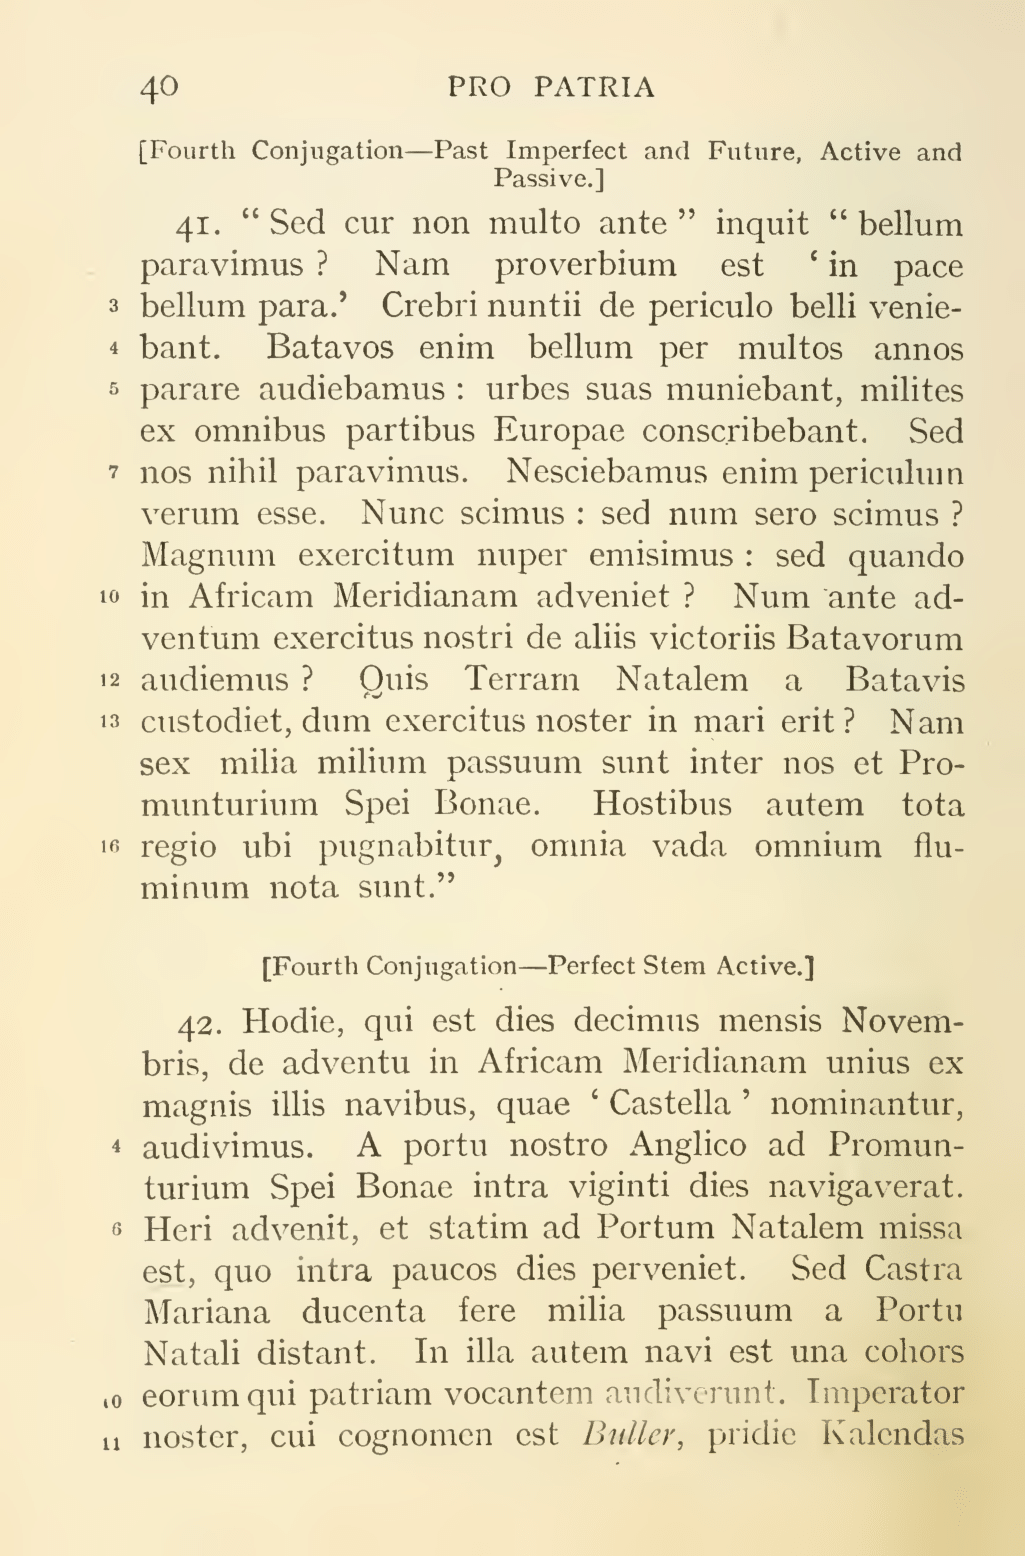 40 PRO PATRIA
[Fourth Conjugation—Past Imperfect and Future, Active and
Passive.]
41. “ Sed cur non multo ante ” inquit “ bellum
paravimus ? Nam proverbium est ‘ in pace
3 bellum para.’ Crebri nuntii de periculo belli venie-
4 bant. Batavos enim bellum per multos annos
5 parare audiebamus : urbes suas muniebant, milites
ex omnibus partibus Europae conscribebant. Sed
7 nos nihil paravimus. Nesciebamus enim periculum
verum esse. Nunc scimus : sed num sero scimus ?
Magnum exercitum nuper emisimus : sed quando
10 in Africam Meridianam adveniet ? Num ante ad-
ventum exercitus nostri de aliis victoriis Batavorum
12 audiemus ? Quis Terram Natalem a Batavis
13 custodiet, dum exercitus noster in mari erit ? Nam
sex milia milium passuum sunt inter nos et Pro-
munturium Spei Bonae. Hostibus autem tota
16 regio ubi pugnabitur, omnia vada omnium flu-
minum nota sunt.”
[Fourth Conjugation—Perfect Stem Active.]
42. Hodie, qui est dies decimus mensis Novem-
bris, de adventu in Africam Meridianam unius ex
magnis illis navibus, quae ‘ Castella ’ nominantur,
4 audivimus. A portu nostro Anglico ad Promun-
turium Spei Bonae intra viginti dies navigaverat.
6 Heri advenit, et statim ad Portum Natalem missa
est, quo intra paucos dies perveniet. Sed Castra
Mariana ducenta fere milia passuum a Portu
Natali distant. In illa autem navi est una cohors
10 eorum qui patriam vocantem audiverunt. Imperator
11 noster, cui cognomen est Buller, pridie Kalendas